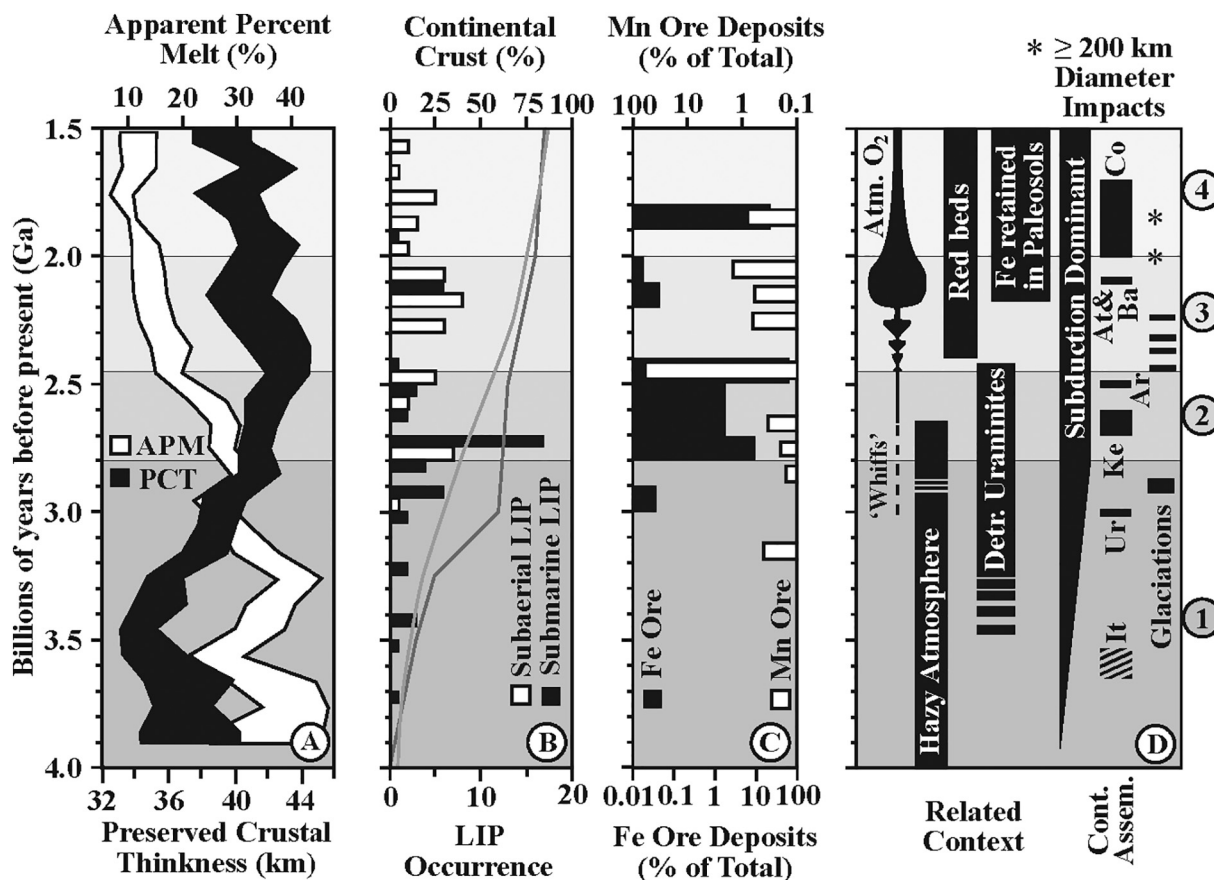 Apparent Percent
Melt (%)
10 20 30 40
Continental
Crust (%)
0 25 50 75 100
Mn Ore Deposits
(% of Total)
100 10 1 0.1
* ≥ 200 km
Diameter
Impacts
Billions of years before present (Ga)
1.5
2.0
2.5
3.0
3.5
4.0
APM
PCT
A
32 36 40 44
Preserved Crustal
Thinkness (km)
Subaerial LIP
Submarine LIP
B
0 10 20
LIP
Occurrence
Fe Ore
Mn Ore
C
0.01 0.1 1 10 100
Fe Ore Deposits
(% of Total)
Atm. O2
'Whiffs'
Hazy Atmosphere
Red beds
Detr. Uraninites
Fe retained
in Paleosols
Subduction Dominant
Co
At&
Ba
Ar
Ke
Ur
It
Glaciations
* *
D
Related
Context
Cont.
Assem.
4
3
2
1